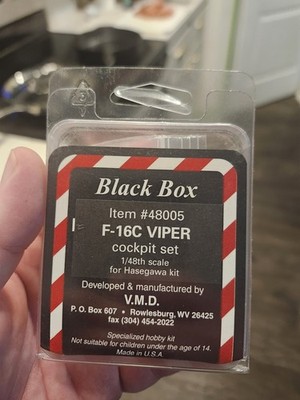 Black Box
Item #48005
F-16C VIPER
cockpit set
1/48th scale
for Hasegawa kit
Developed & manufactured by
V.M.D.
P. O. Box 607 • Rowlesburg, WV 26425
fax (304) 454-2022
Specialized hobby kit
Not suitable for children under the age of 14.
Made in U.S.A.